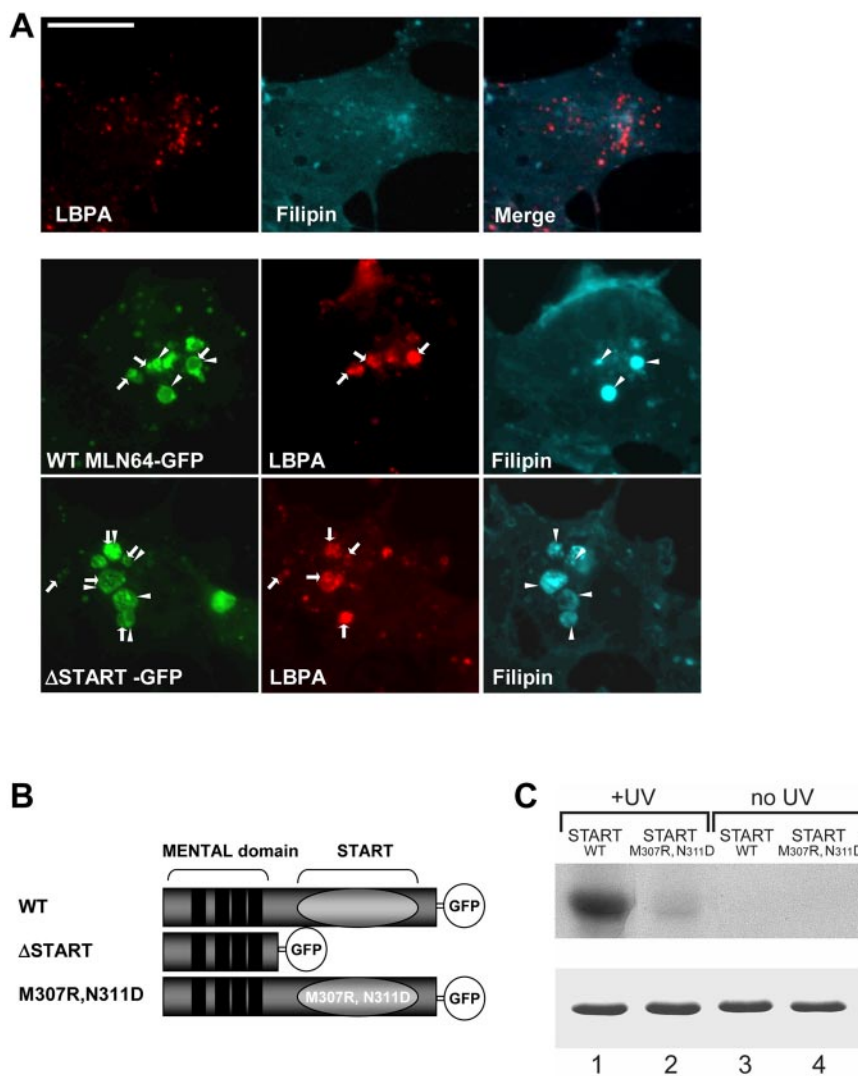 A
LBPA
Filipin
Merge
WT MLN64-GFP
LBPA
Filipin
ΔSTART -GFP
LBPA
Filipin
B
MENTAL domain
START
WT
GFP
ΔSTART
GFP
M307R,N311D
M307R, N311D
GFP
C
+UV
no UV
START
WT
START
M307R, N311D
START
WT
START
M307R, N311D
1
2
3
4